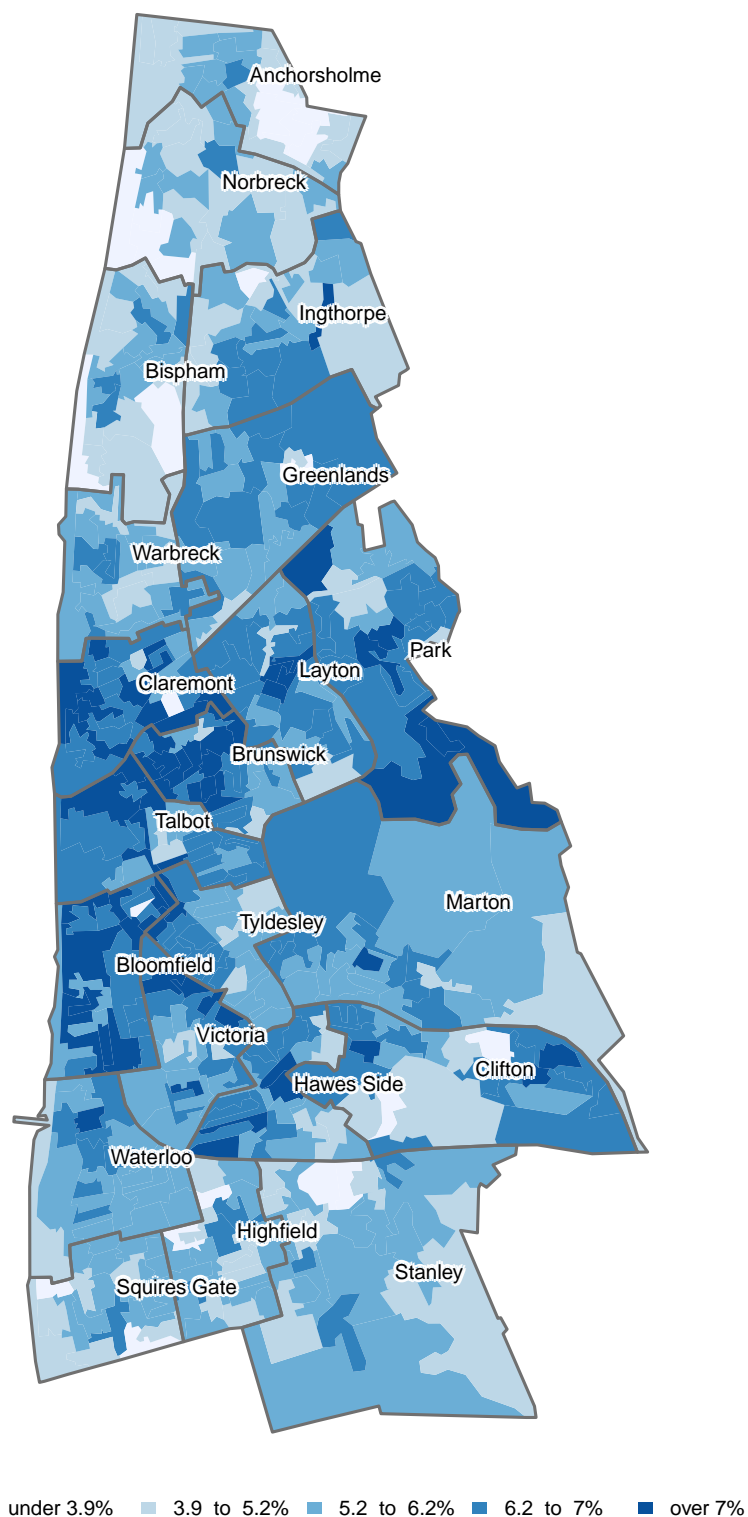 Anchorsholme
Norbreck
Ingthorpe
Bispham
Greenlands
Warbreck
Park
Layton
Claremont
Brunswick
Talbot
Marton
Tyldesley
Bloomfield
Victoria
Clifton
Hawes Side
Waterloo
Highfield
Stanley
Squires Gate
under 3.9% 3.9 to 5.2% 5.2 to 6.2% 6.2 to 7% over 7%